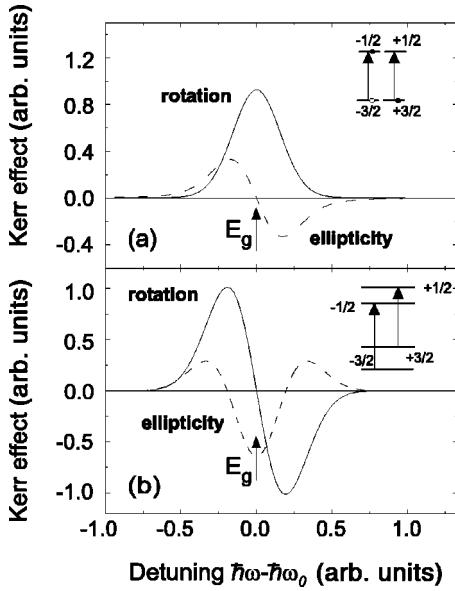 Kerr effect (arb. units)
1.2
0.8
0.4
0.0
-0.4
rotation
-1/2 +1/2
-3/2 +3/2
(a)
E_g
ellipticity
Kerr effect (arb. units)
1.0
0.5
0.0
-0.5
-1.0
rotation
+1/2
-1/2
-3/2 +3/2
ellipticity
E_g
(b)
-1.0 -0.5 0.0 0.5 1.0
Detuning ℏω-ℏω₀ (arb. units)